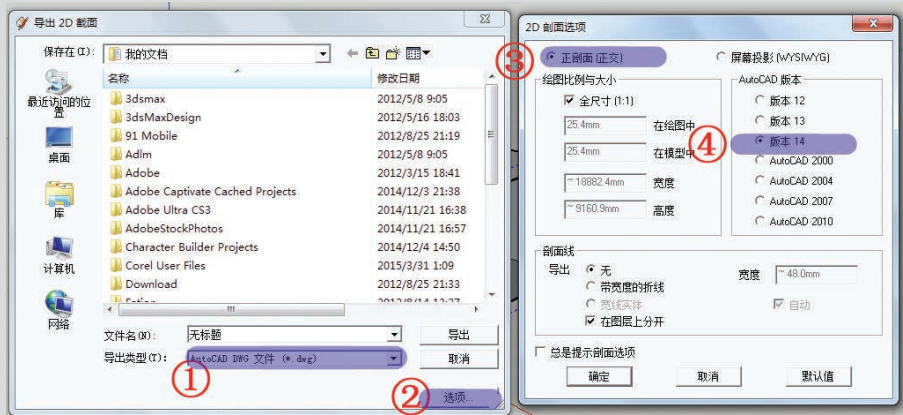 导出 2D 截面
保存在(I):
我的文档
名称
修改日期
最近访问的位置
桌面
库
计算机
网络
3dsmax 2012/5/8 9:05
3dsMaxDesign 2012/5/16 18:03
91 Mobile 2012/8/25 21:19
Adlm 2012/5/8 9:05
Adobe 2012/3/15 18:41
Adobe Captivate Cached Projects 2014/12/3 21:38
Adobe Ultra CS3 2014/11/21 16:38
AdobeStockPhotos 2014/11/21 16:57
Character Builder Projects 2014/12/4 14:50
Corel User Files 2015/3/31 1:09
Download 2012/8/25 21:33
文件名(N): 无标题 导出
导出类型(T): AutoCAD DWG 文件 (*.dwg) 取消
①
② 选项...
2D 剖面选项
③ 正剖面(正交) 屏幕投影(WYSIWYG)
绘图比例与大小
全尺寸(1:1)
25.4mm 在绘图中
25.4mm 在模型中
~18882.4mm 宽度
~9160.9mm 高度
AutoCAD 版本
版本 12
版本 13
④ 版本 14
AutoCAD 2000
AutoCAD 2004
AutoCAD 2007
AutoCAD 2010
剖面线
导出 无 宽度 ~48.0mm
带宽度的折线
宽线实体 自动
在图层上分开
总是提示剖面选项
确定 取消 默认值